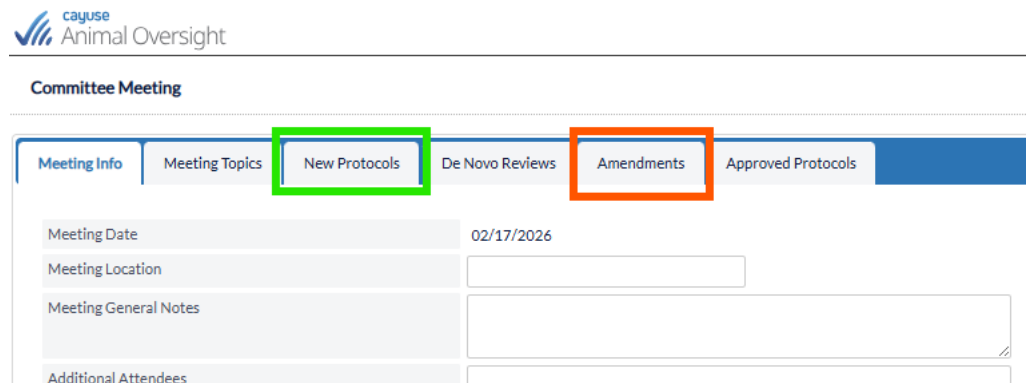 cayuse
Animal Oversight
Committee Meeting
Meeting Info Meeting Topics New Protocols De Novo Reviews Amendments Approved Protocols
Meeting Date 02/17/2026
Meeting Location
Meeting General Notes
Additional Attendees